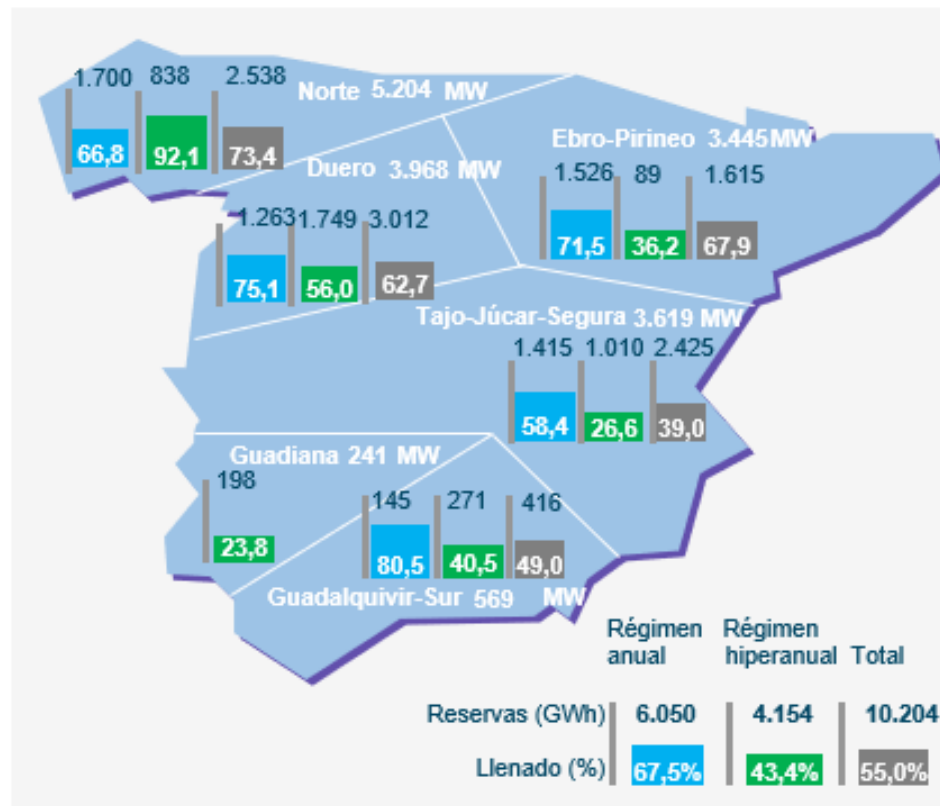 1.700 838 2.538
Norte 5.204 MW
66,8 92,1 73,4
Ebro-Pirineo 3.445 MW
1.526 89 1.615
71,5 36,2 67,9
Duero 3.968 MW
1.263 1.749 3.012
75,1 56,0 62,7
Tajo-Júcar-Segura 3.619 MW
1.415 1.010 2.425
58,4 26,6 39,0
Guadiana 241 MW
198
23,8
145 271 416
80,5 40,5 49,0
Guadalquivir-Sur 569 MW
Régimen anual
Régimen hiperanual
Total
Reservas (GWh) 6.050 4.154 10.204
Llenado (%) 67,5% 43,4% 55,0%